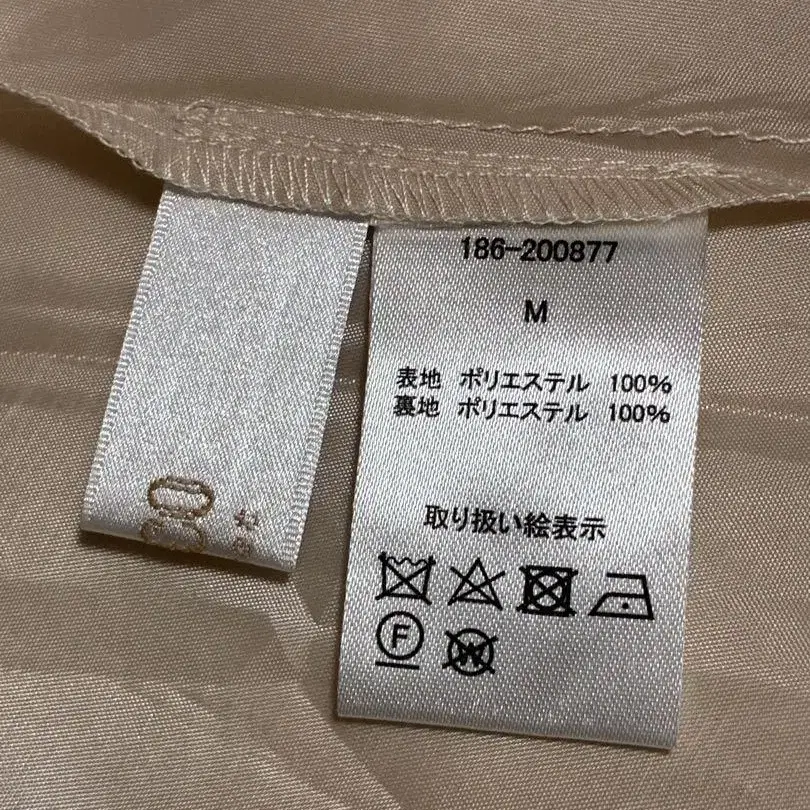 186-200877
M
表地 ポリエステル 100%
裏地 ポリエステル 100%
取り扱い絵表示
F
W